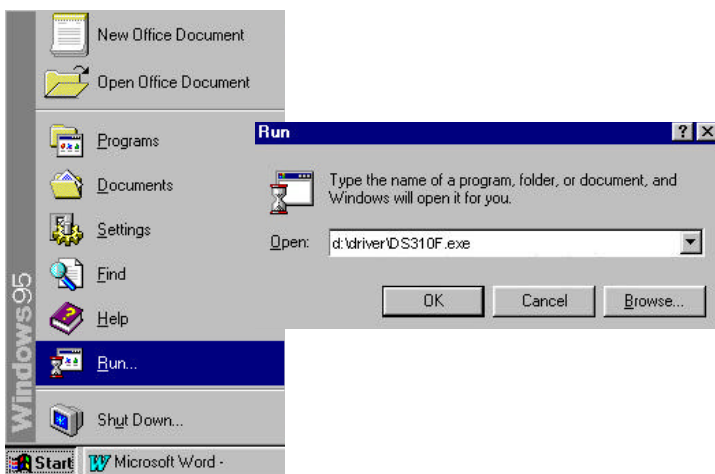 New Office Document
Open Office Document
Programs
Documents
Settings
Find
Help
Run...
Shut Down...
Windows95
Start
Microsoft Word -
Run
Type the name of a program, folder, or document, and
Windows will open it for you.
Open:
d:\driver\DS310F.exe
OK
Cancel
Browse...